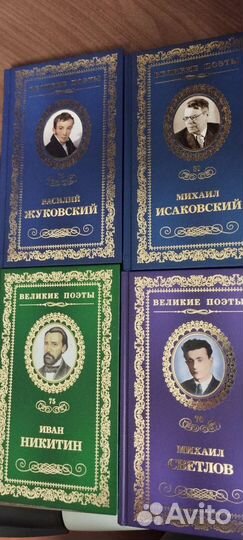 ВЕЛИКИЕ ПОЭТЫ
ВАСИЛИЙ
ЖУКОВСКИЙ
ВЕЛИКИЕ ПОЭТЫ
МИХАИЛ
ИСАКОВСКИЙ
ВЕЛИКИЕ ПОЭТЫ
75
ИВАН
НИКИТИН
ВЕЛИКИЕ ПОЭТЫ
МИХАИЛ
СВЕТЛОВ
Avito